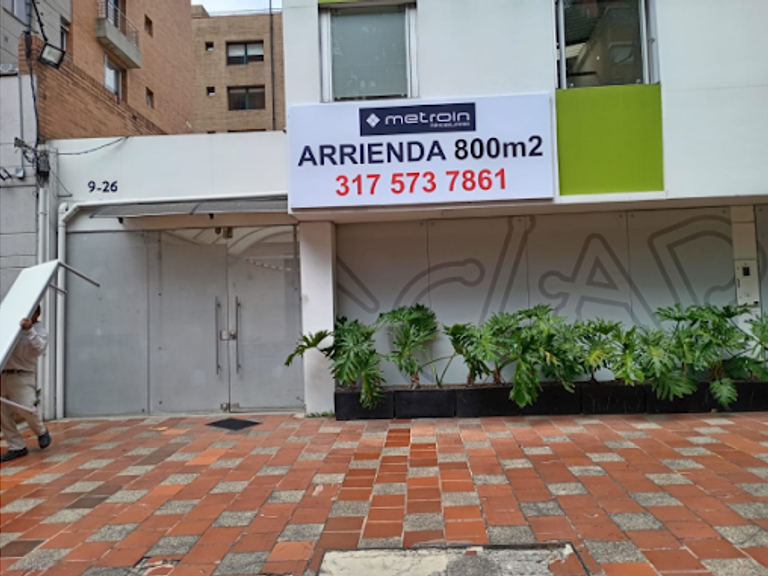 metroin
ARRIENDA 800m2
317 573 7861
9-26